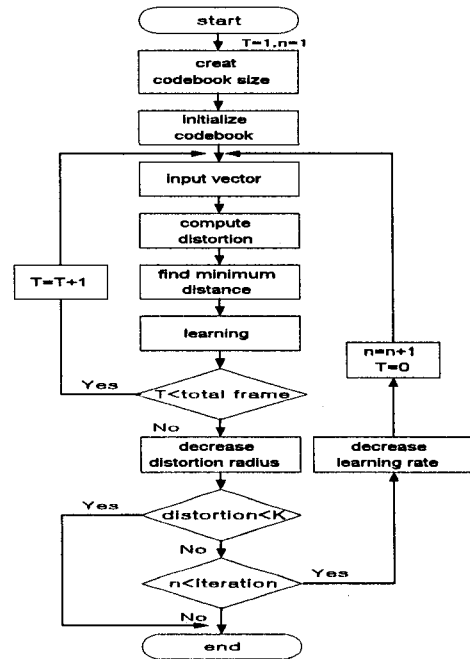 start
T=1,n=1
creat
codebook size
initialize
codebook
input vector
compute
distortion
find minimum
distance
T=T+1
learning
n=n+1
T=0
Yes
T<total frame
No
decrease
distortion radius
decrease
learning rate
Yes
distortion<K
No
n<iteration
Yes
No
end